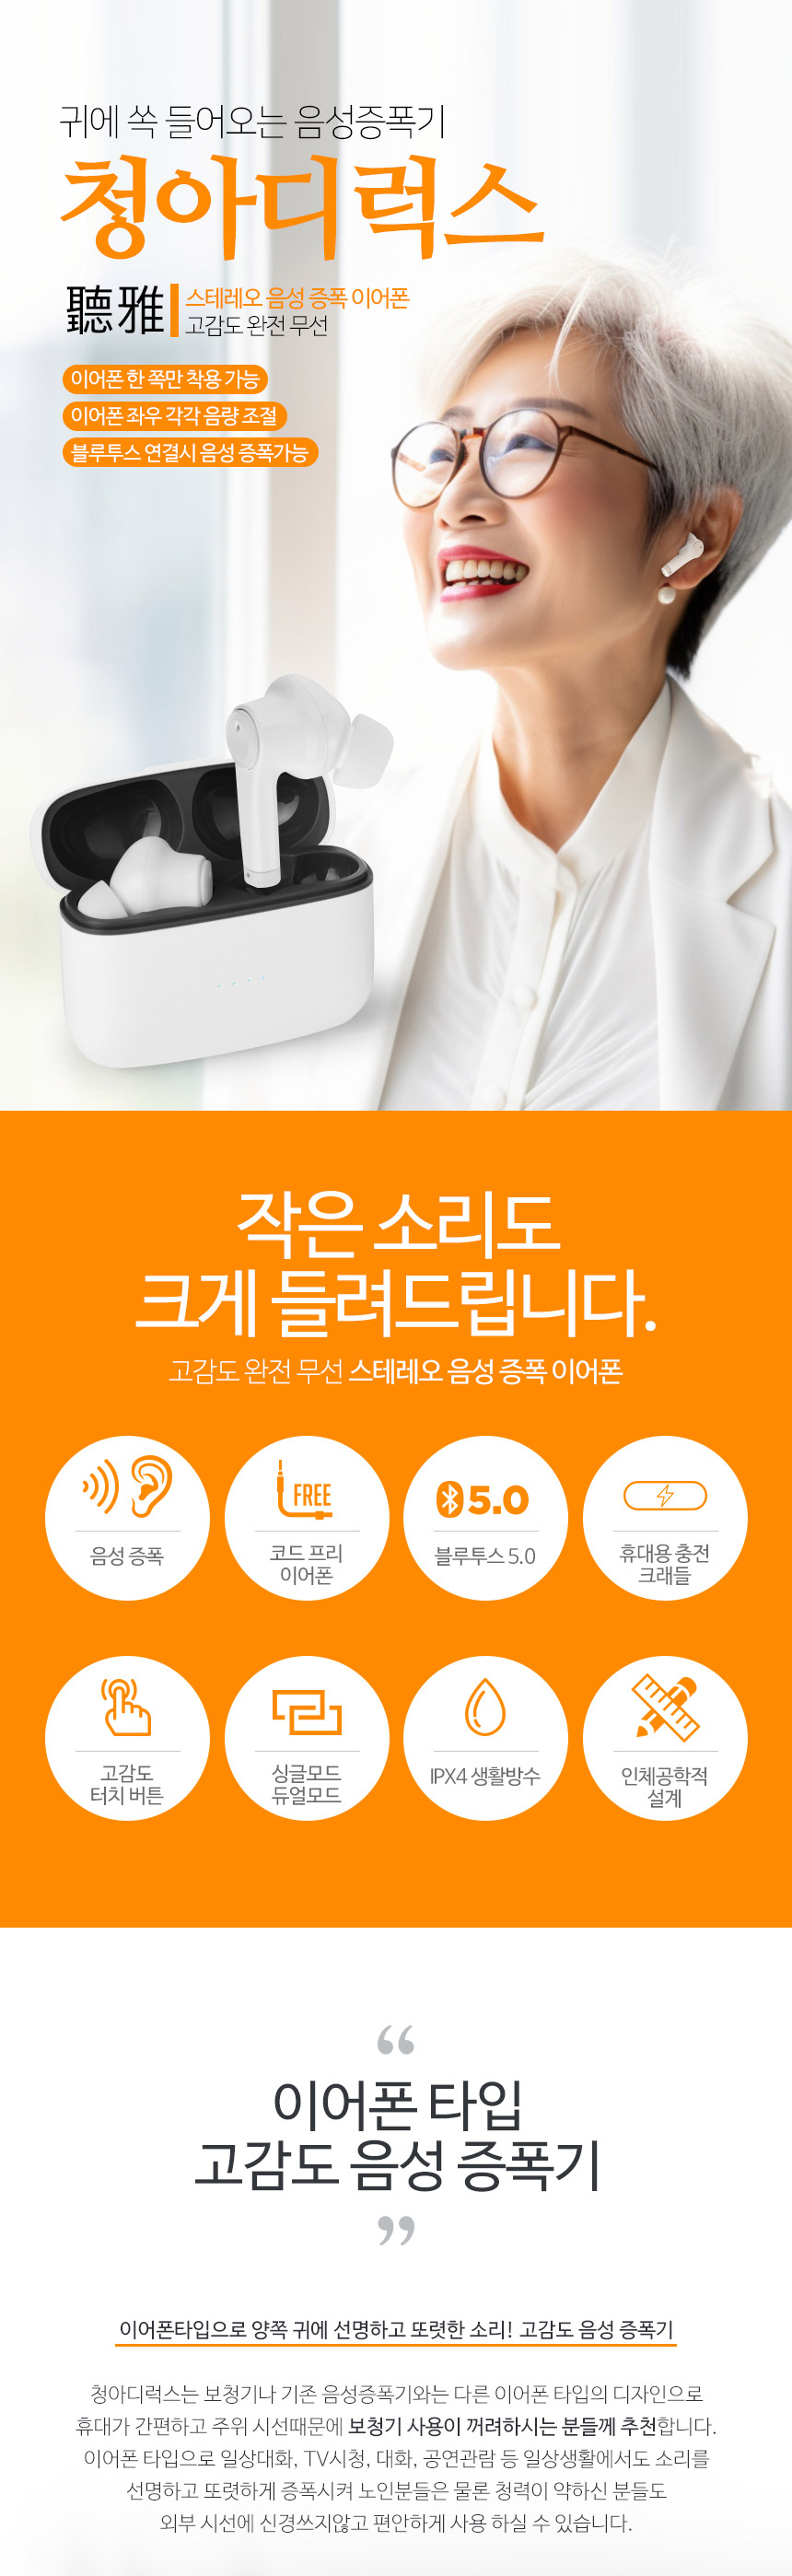 귀에 쏙 들어오는 음성증폭기
청아디럭스
聽雅
스테레오 음성 증폭 이어폰
고감도 완전 무선
이어폰 한 쪽만 착용 가능
이어폰 좌우 각각 음량 조절
블루투스 연결시 음성 증폭가능
작은 소리도
크게 들려드립니다.
고감도 완전 무선 스테레오 음성 증폭 이어폰
음성 증폭
FREE
코드 프리
이어폰
5.0
블루투스 5.0
휴대용 충전
크래들
고감도
터치 버튼
싱글모드
듀얼모드
IPX4 생활방수
인체공학적
설계
“
이어폰 타입
고감도 음성 증폭기
”
이어폰타입으로 양쪽 귀에 선명하고 또렷한 소리! 고감도 음성 증폭기
청아디럭스는 보청기나 기존 음성증폭기와는 다른 이어폰 타입의 디자인으로
휴대가 간편하고 주위 시선때문에 보청기 사용이 꺼려하시는 분들께 추천합니다.
이어폰 타입으로 일상대화, TV시청, 대화, 공연관람 등 일상생활에서도 소리를
선명하고 또렷하게 증폭시켜 노인분들은 물론 청력이 약하신 분들도
외부 시선에 신경쓰지않고 편안하게 사용 하실 수 있습니다.